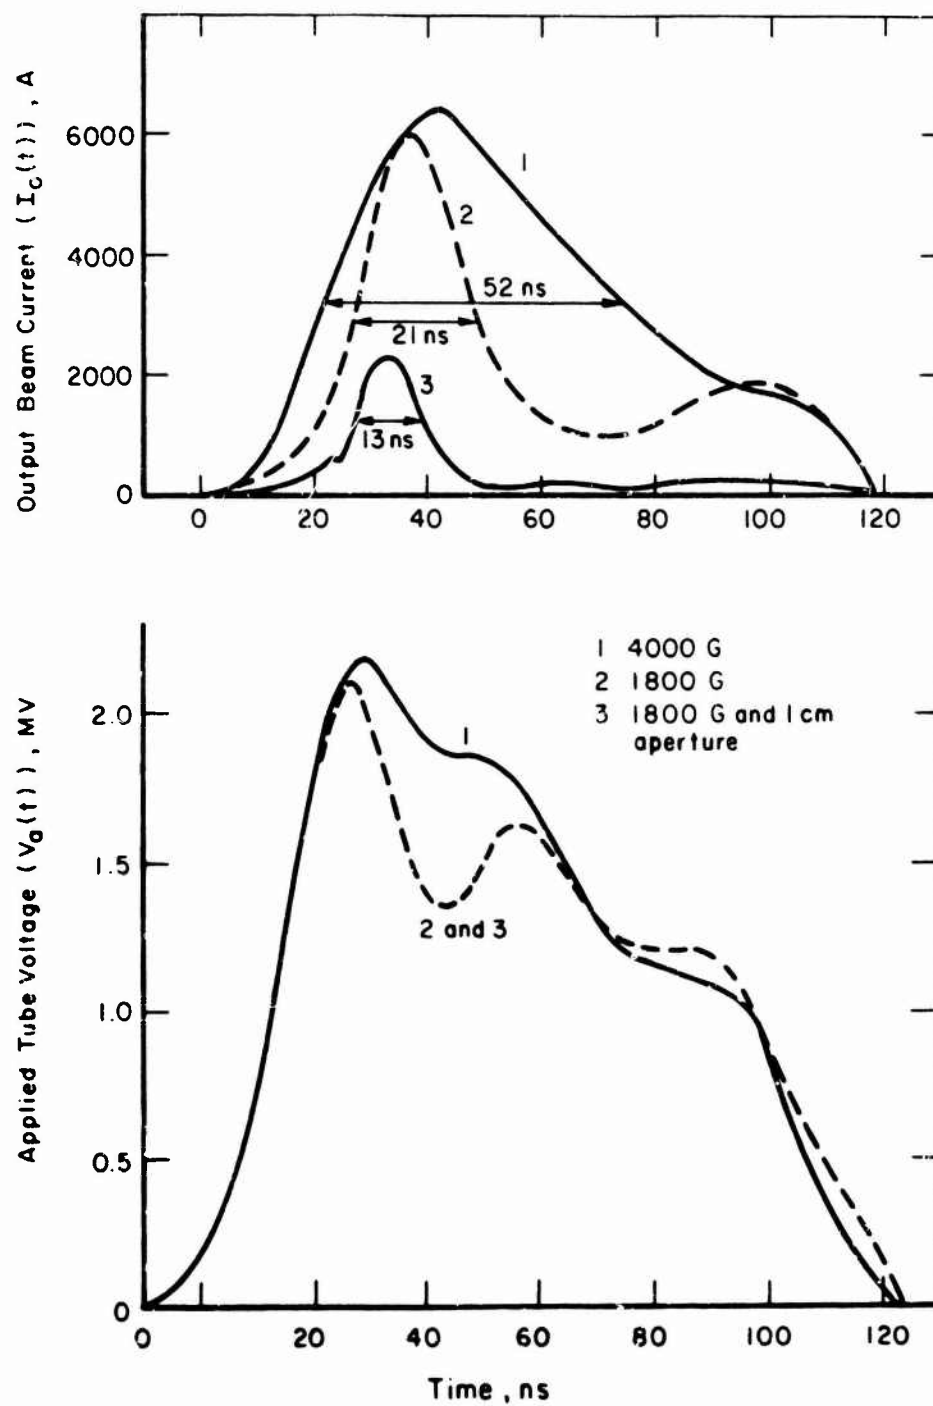 Output Beam Current (I_c(t)), A
6000
4000
2000
0
1
2
3
52 ns
21 ns
13 ns
0 20 40 60 80 100 120
Applied Tube Voltage (V_a(t)), MV
2.0
1.5
1.0
0.5
0
1 4000 G
2 1800 G
3 1800 G and 1 cm
aperture
1
2 and 3
0 20 40 60 80 100 120
Time, ns